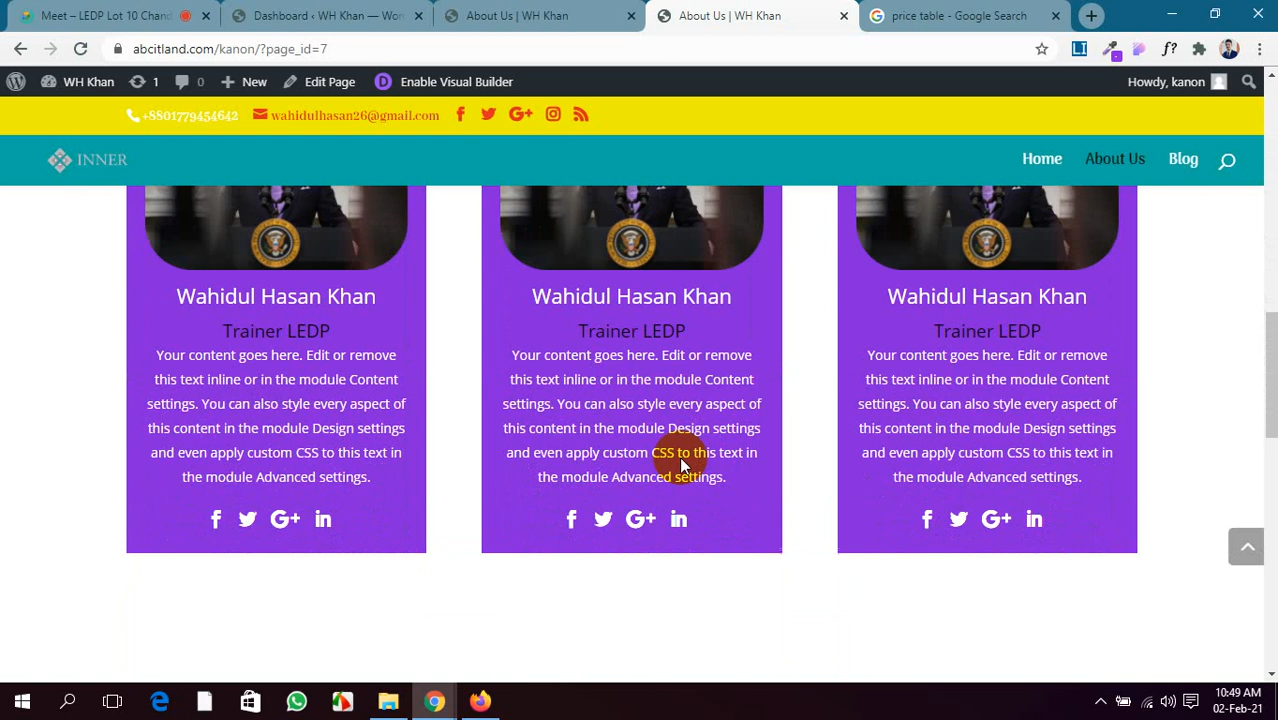 Meet – LEDP Lot 10 Chand
Dashboard ‹ WH Khan — Wor
About Us | WH Khan
About Us | WH Khan
price table - Google Search
abcitland.com/kanon/?page_id=7
WH Khan
1
0
New
Edit Page
Enable Visual Builder
Howdy, kanon
+8801779454642
wahidulhasan26@gmail.com
INNER
Home
About Us
Blog
Wahidul Hasan Khan
Trainer LEDP
Your content goes here. Edit or remove
this text inline or in the module Content
settings. You can also style every aspect of
this content in the module Design settings
and even apply custom CSS to this text in
the module Advanced settings.
Wahidul Hasan Khan
Trainer LEDP
Your content goes here. Edit or remove
this text inline or in the module Content
settings. You can also style every aspect of
this content in the module Design settings
and even apply custom CSS to this text in
the module Advanced settings.
Wahidul Hasan Khan
Trainer LEDP
Your content goes here. Edit or remove
this text inline or in the module Content
settings. You can also style every aspect of
this content in the module Design settings
and even apply custom CSS to this text in
the module Advanced settings.
10:49 AM
02-Feb-21